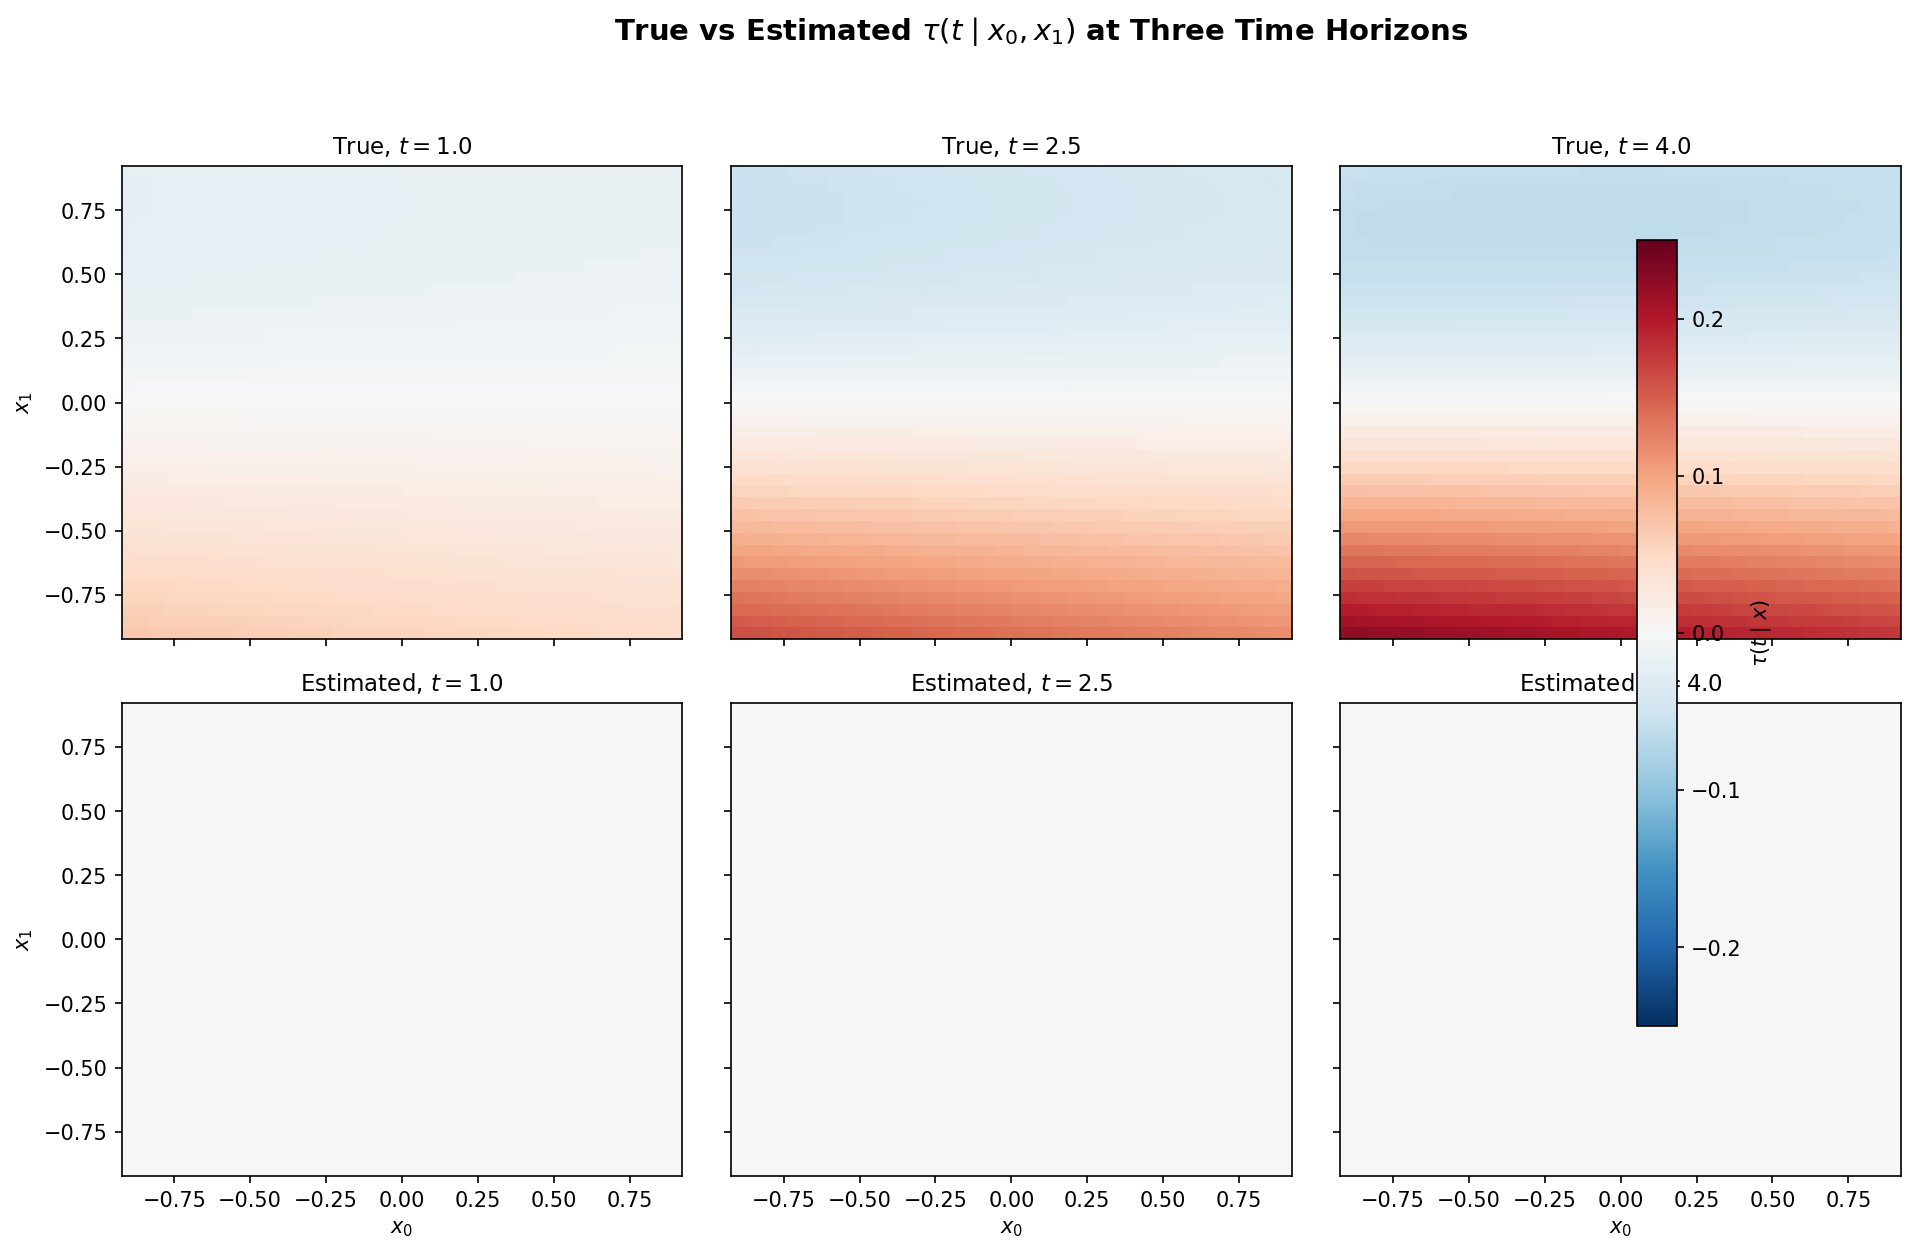 True vs Estimated τ(t | x₀, x₁) at Three Time Horizons
True, t = 1.0
True, t = 2.5
True, t = 4.0
x₁
0.75
0.50
0.25
0.00
−0.25
−0.50
−0.75
0.2
0.1
0.0
−0.1
−0.2
τ(t | x)
Estimated, t = 1.0
Estimated, t = 2.5
Estimated = 4.0
x₁
0.75
0.50
0.25
0.00
−0.25
−0.50
−0.75
−0.75 −0.50 −0.25 0.00 0.25 0.50 0.75
−0.75 −0.50 −0.25 0.00 0.25 0.50 0.75
−0.75 −0.50 −0.25 0.00 0.25 0.50 0.75
x₀
x₀
x₀